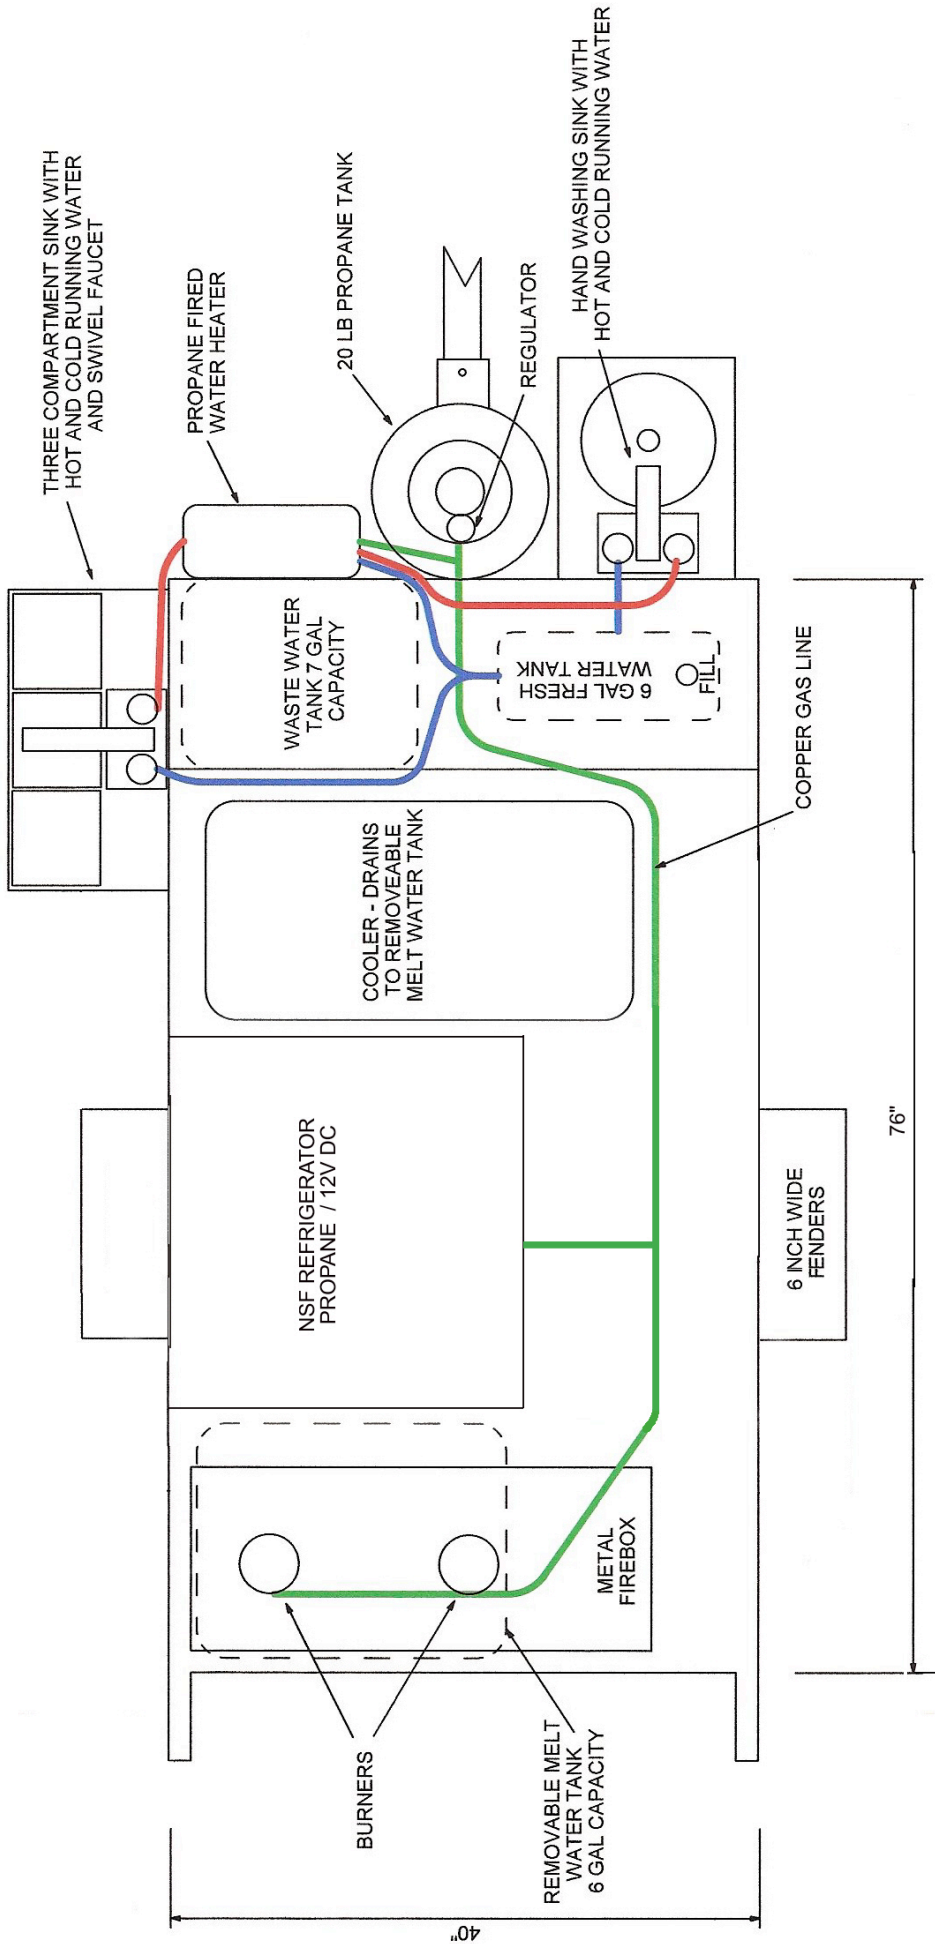 THREE COMPARTMENT SINK WITH
HOT AND COLD RUNNING WATER
AND SWIVEL FAUCET
PROPANE FIRED
WATER HEATER
20 LB PROPANE TANK
REGULATOR
HAND WASHING SINK WITH
HOT AND COLD RUNNING WATER
WASTE WATER
TANK 7 GAL
CAPACITY
6 GAL FRESH
WATER TANK
FILL
COPPER GAS LINE
COOLER - DRAINS
TO REMOVEABLE
MELT WATER TANK
NSF REFRIGERATOR
PROPANE / 12V DC
6 INCH WIDE
FENDERS
76"
METAL
FIREBOX
BURNERS
REMOVABLE MELT
WATER TANK
6 GAL CAPACITY
40"